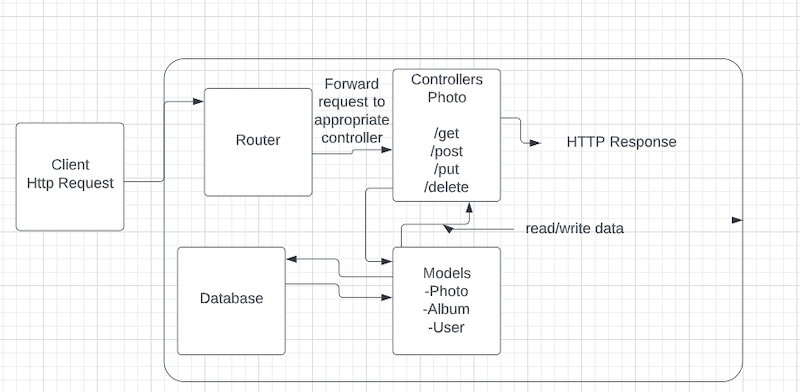 Client
Http Request
Router
Forward
request to
appropriate
controller
Controllers
Photo
/get
/post
/put
/delete
HTTP Response
read/write data
Database
Models
-Photo
-Album
-User